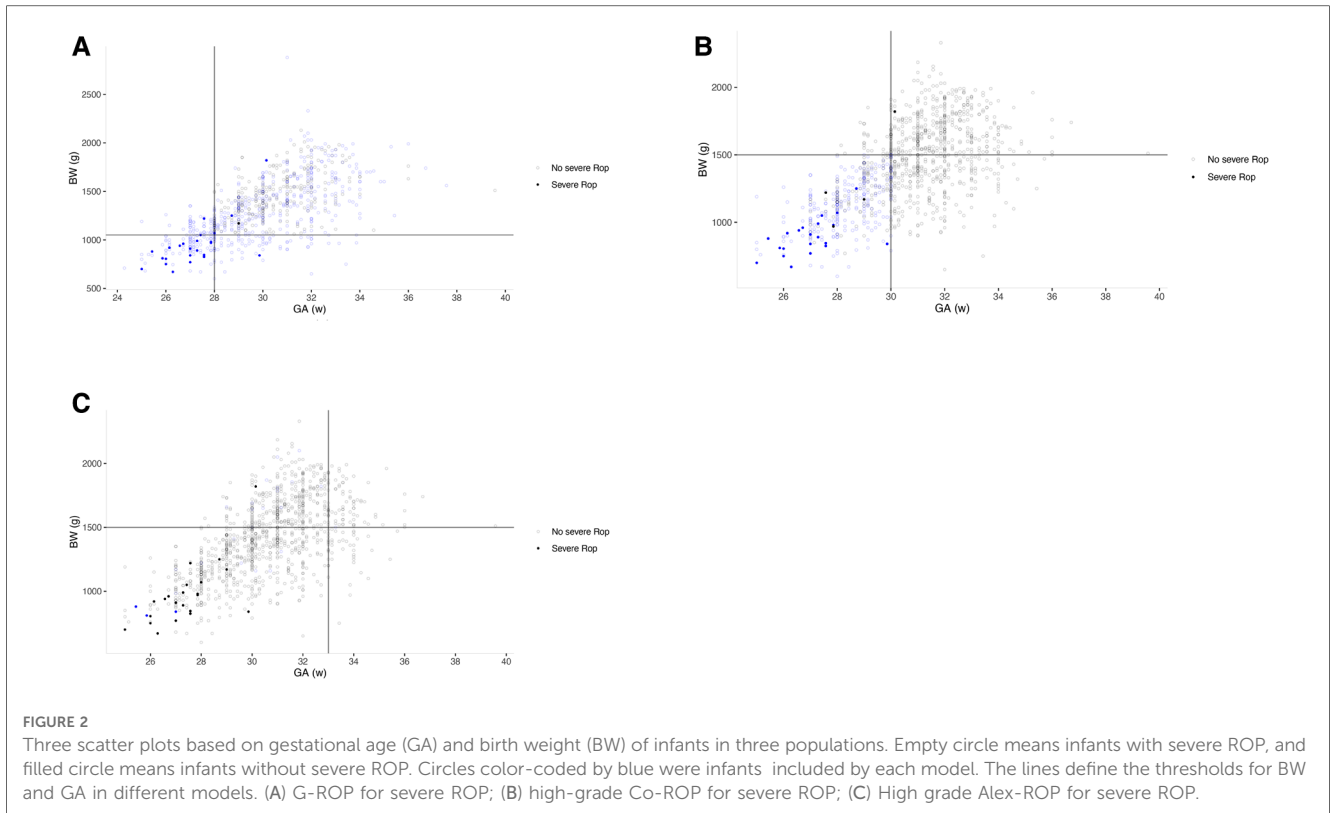 A
2500
2000
1500
1000
500
BW (g)
24 26 28 30 32 34 36 38 40
GA (w)
No severe Rop
Severe Rop
B
2000
1500
1000
BW (g)
26 28 30 32 34 36 38 40
GA (w)
No severe Rop
Severe Rop
C
2000
1500
1000
BW (g)
26 28 30 32 34 36 38 40
GA (w)
No severe Rop
Severe Rop
FIGURE 2
Three scatter plots based on gestational age (GA) and birth weight (BW) of infants in three populations. Empty circle means infants with severe ROP, and
filled circle means infants without severe ROP. Circles color-coded by blue were infants included by each model. The lines define the thresholds for BW
and GA in different models. (A) G-ROP for severe ROP; (B) high-grade Co-ROP for severe ROP; (C) High grade Alex-ROP for severe ROP.